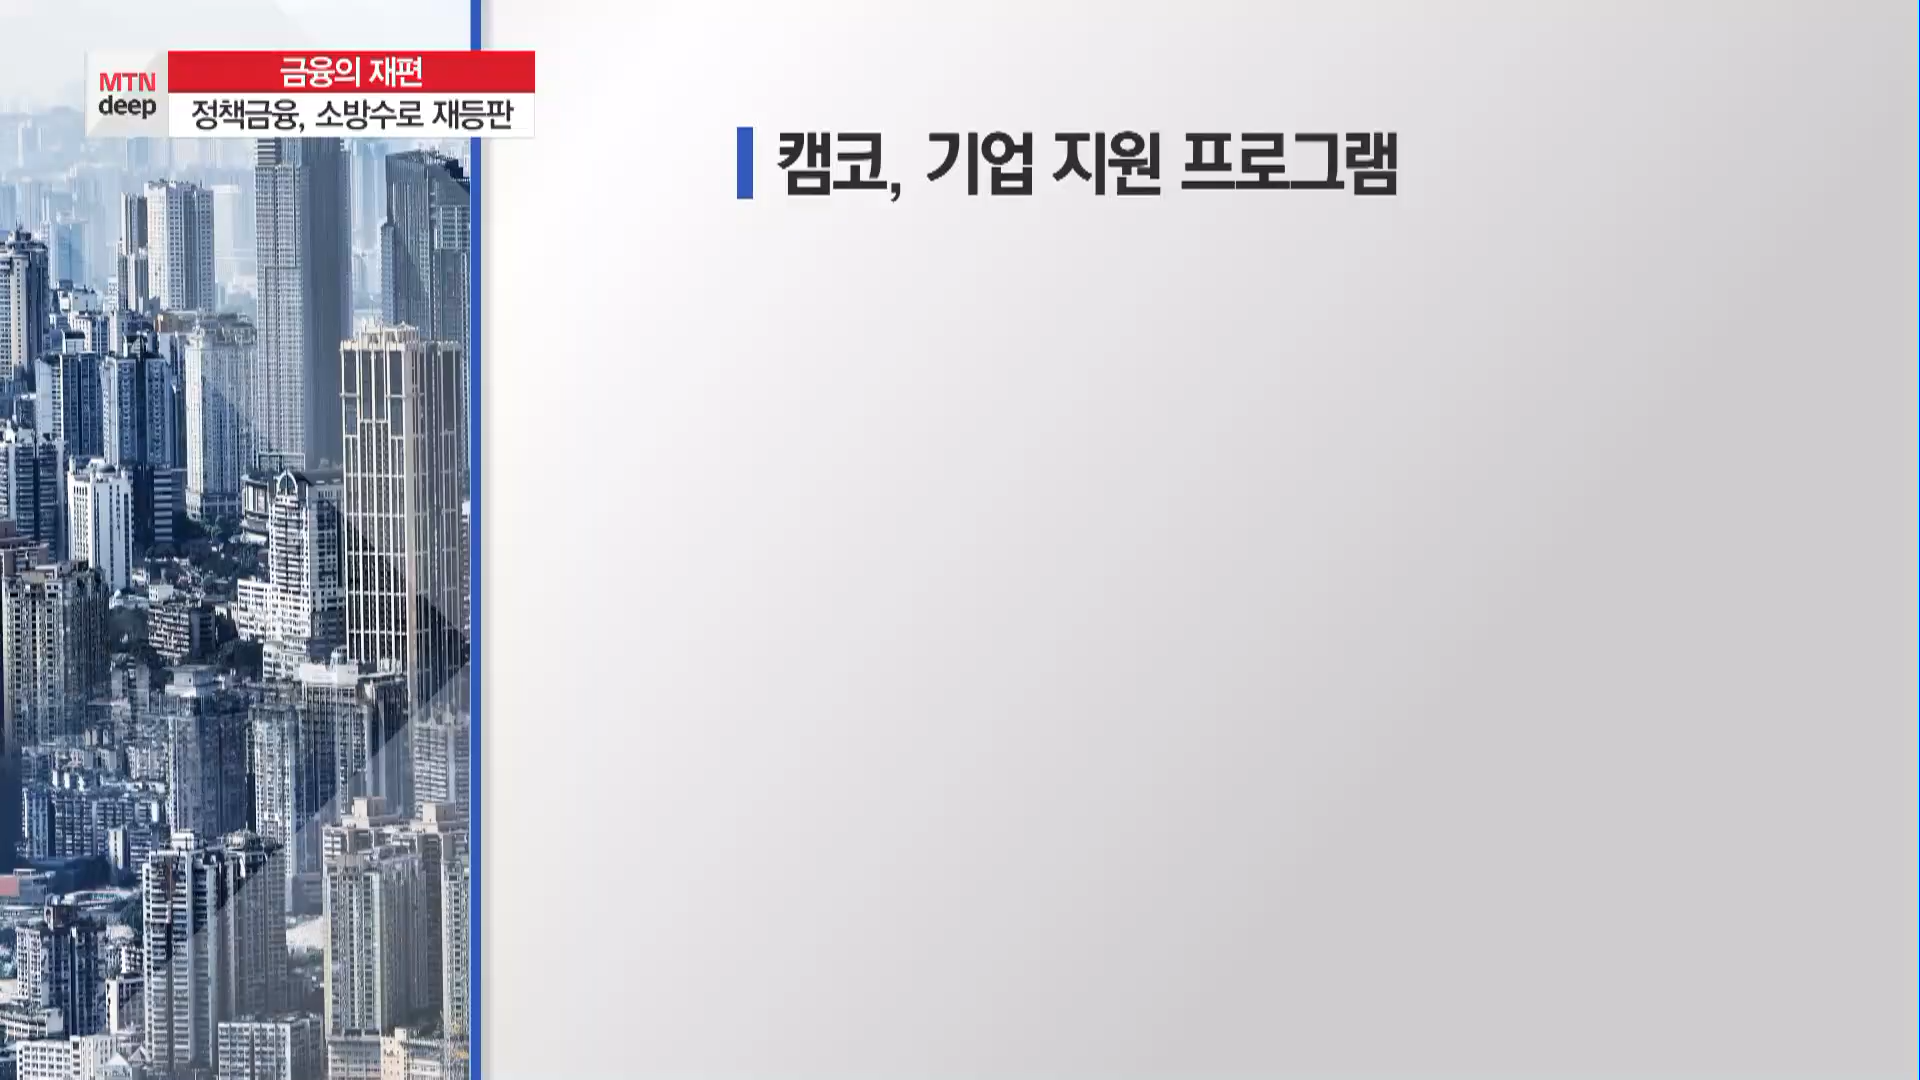 MTN
deep
금융의 재편
정책금융, 소방수로 재등판
캠코, 기업 지원 프로그램